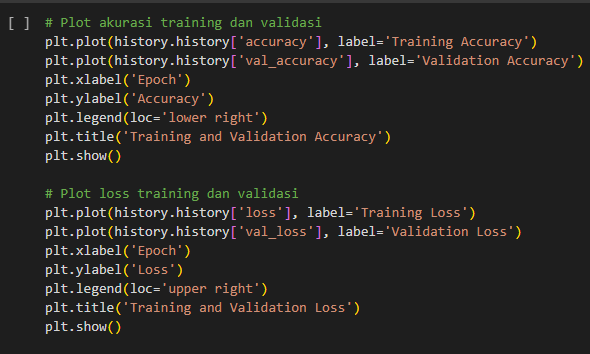 [ ] # Plot akurasi training dan validasi
plt.plot(history.history['accuracy'], label='Training Accuracy')
plt.plot(history.history['val_accuracy'], label='Validation Accuracy')
plt.xlabel('Epoch')
plt.ylabel('Accuracy')
plt.legend(loc='lower right')
plt.title('Training and Validation Accuracy')
plt.show()

# Plot loss training dan validasi
plt.plot(history.history['loss'], label='Training Loss')
plt.plot(history.history['val_loss'], label='Validation Loss')
plt.xlabel('Epoch')
plt.ylabel('Loss')
plt.legend(loc='upper right')
plt.title('Training and Validation Loss')
plt.show()